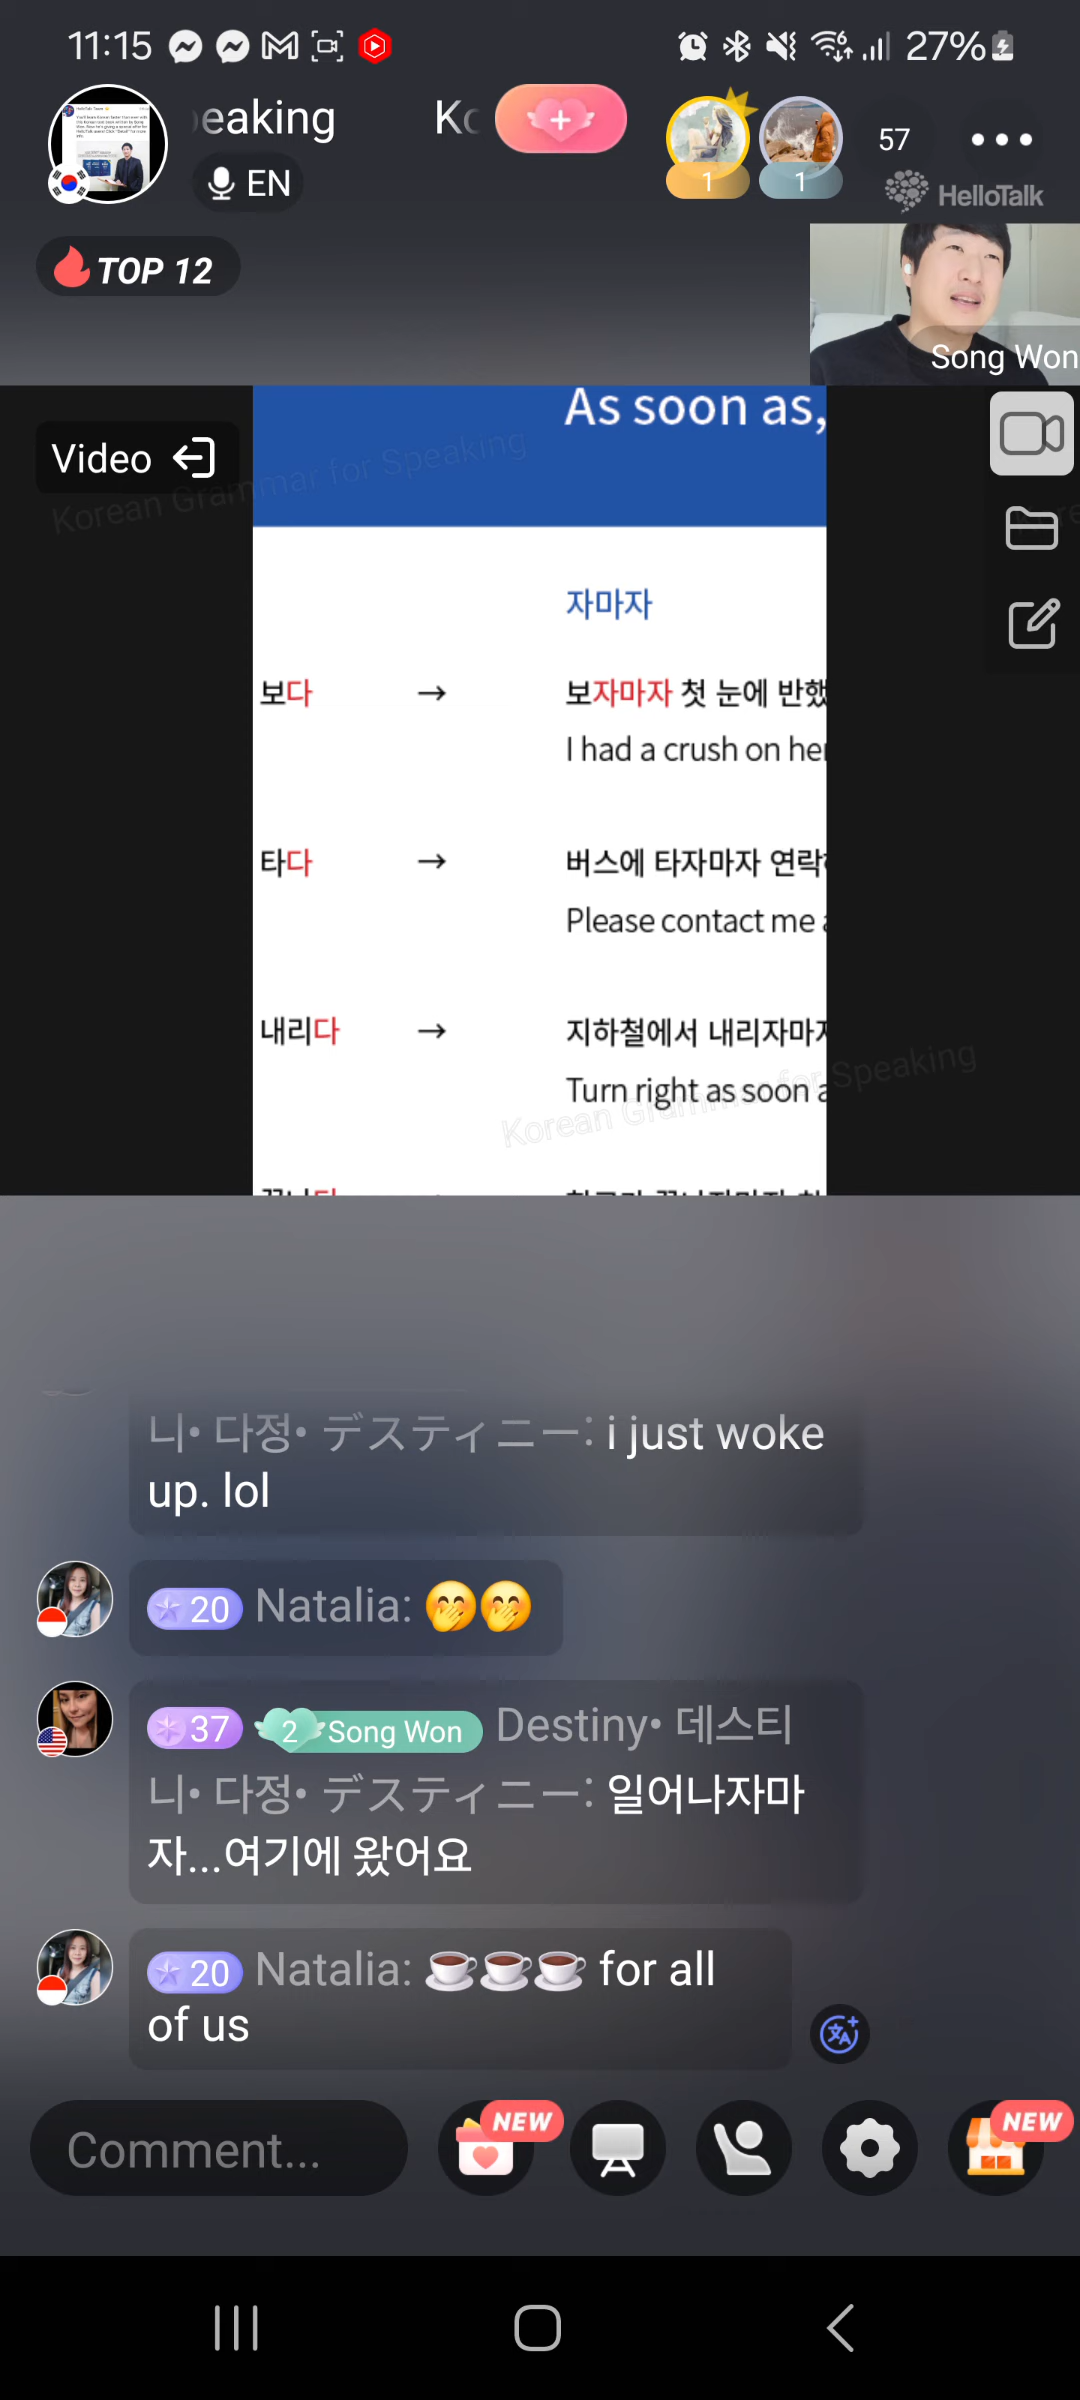 11:15
27%
eaking
EN
57
HelloTalk
1
1
TOP 12
Song Won
Video
As soon as,
Korean Grammar for Speaking
자마자
보다 → 보자마자 첫 눈에 반했
I had a crush on her
타다 → 버스에 타자마자 연락
Please contact me
내리다 → 지하철에서 내리자마자
Turn right as soon a
Korean Grammar for Speaking
니• 다정• デスティニー: i just woke
up. lol
20 Natalia: 🤭🤭
37 2 Song Won Destiny• 데스티
니• 다정• デスティニー: 일어나자마
자...여기에 왔어요
20 Natalia: ☕☕☕ for all
of us
Comment...
NEW
NEW